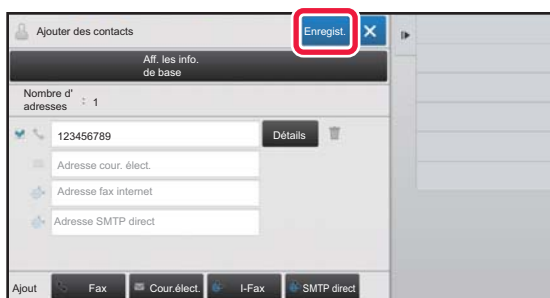 Ajouter des contacts
Enregist.
Aff. les info.
de base
Nombre d'
adresses : 1
123456789
Détails
Adresse cour. élect.
Adresse fax internet
Adresse SMTP direct
Ajout
Fax
Cour.élect.
I-Fax
SMTP direct